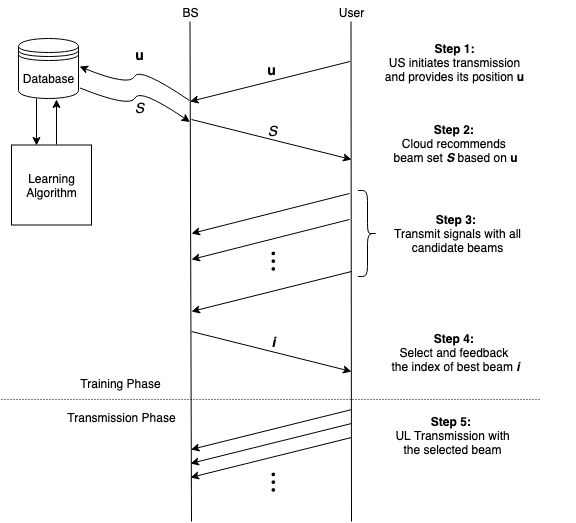 BS
User
Database
u
S
Learning
Algorithm
u
S
i
Step 1:
US initiates transmission
and provides its position u
Step 2:
Cloud recommends
beam set S based on u
Step 3:
Transmit signals with all
candidate beams
Step 4:
Select and feedback
the index of best beam i
Training Phase
Transmission Phase
Step 5:
UL Transmission with
the selected beam